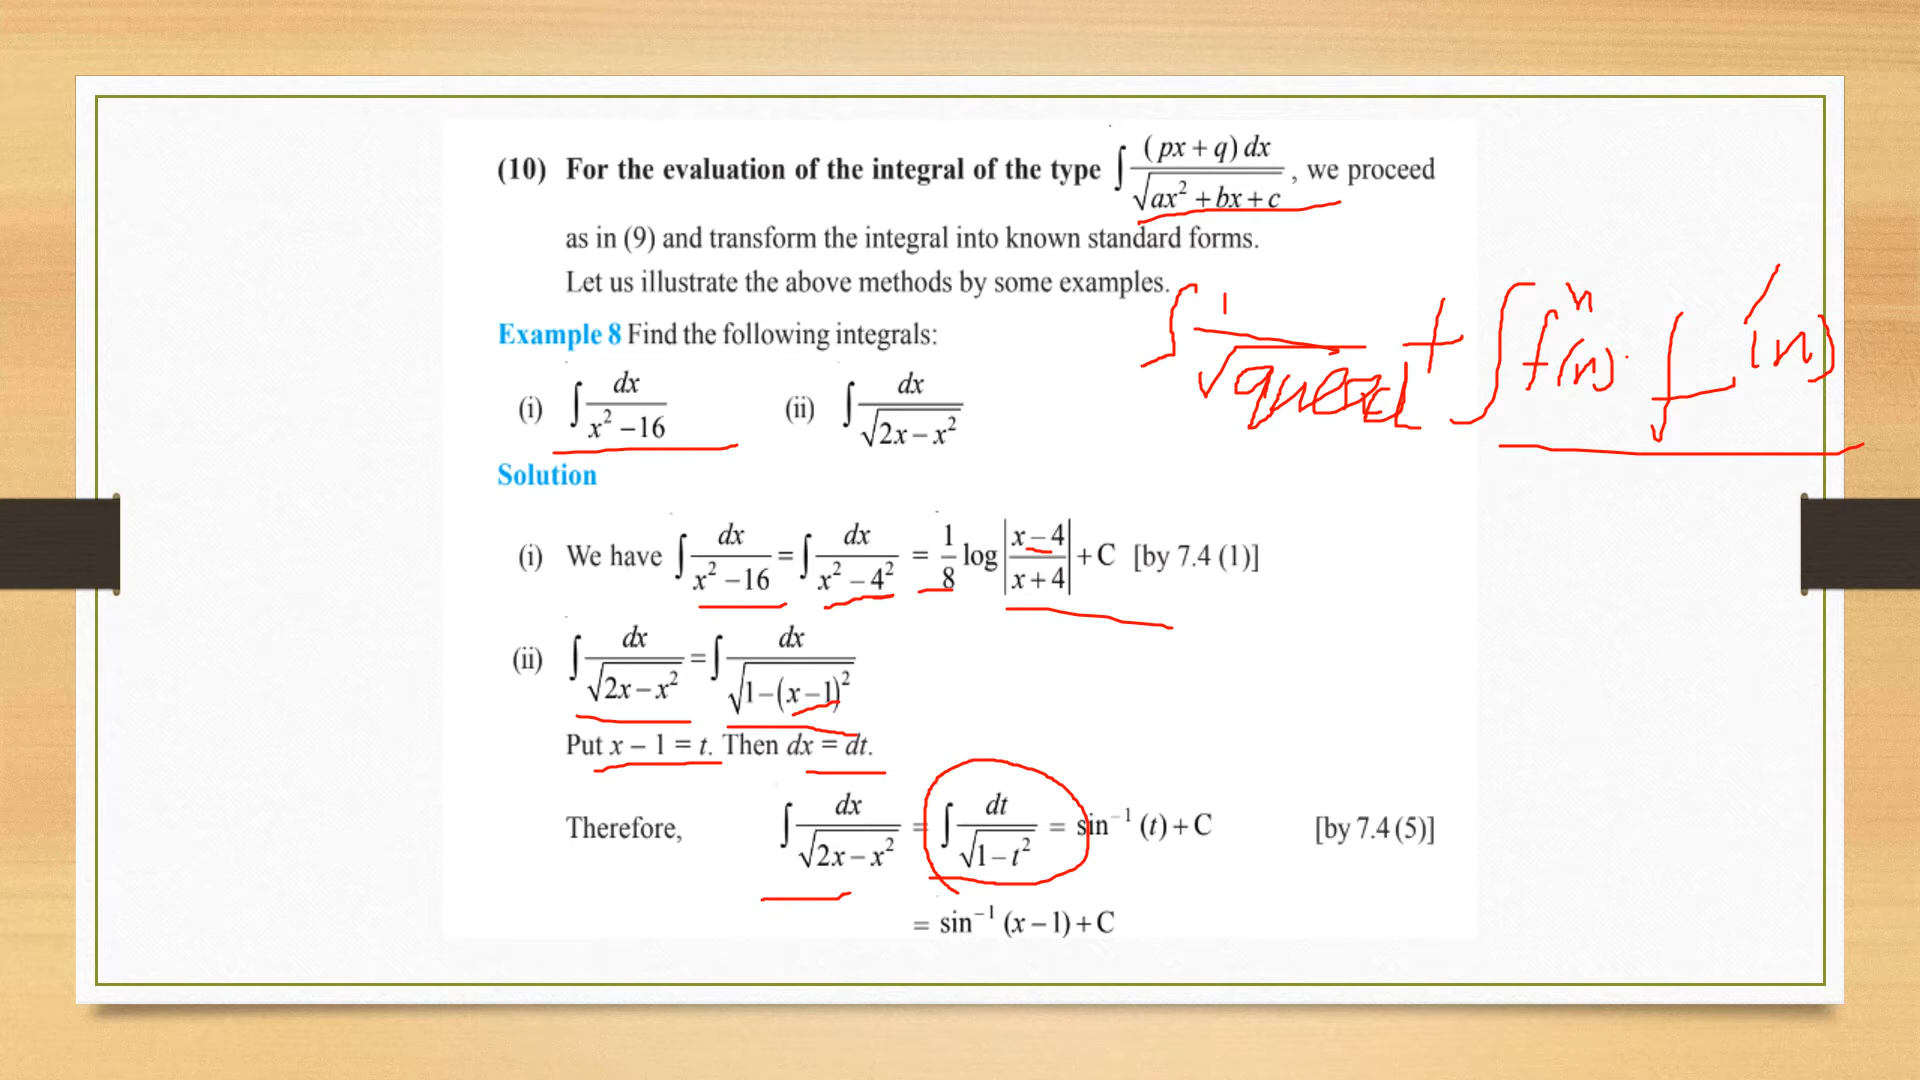 (10) For the evaluation of the integral of the type ∫ (px + q) dx / √(ax² + bx + c) , we proceed
as in (9) and transform the integral into known standard forms.
Let us illustrate the above methods by some examples.
∫ 1 / √quad + ∫ f(n)ⁿ · f′(n)
Example 8 Find the following integrals:
(i) ∫ dx / (x² – 16) (ii) ∫ dx / √(2x – x²)
Solution
(i) We have ∫ dx / (x² – 16) = ∫ dx / (x² – 4²) = 1/8 log |(x – 4)/(x + 4)| + C [by 7.4 (1)]
(ii) ∫ dx / √(2x – x²) = ∫ dx / √(1 – (x – 1)²)
Put x – 1 = t. Then dx = dt.
Therefore, ∫ dx / √(2x – x²) = ∫ dt / √(1 – t²) = sin⁻¹ (t) + C [by 7.4 (5)]
= sin⁻¹ (x – 1) + C